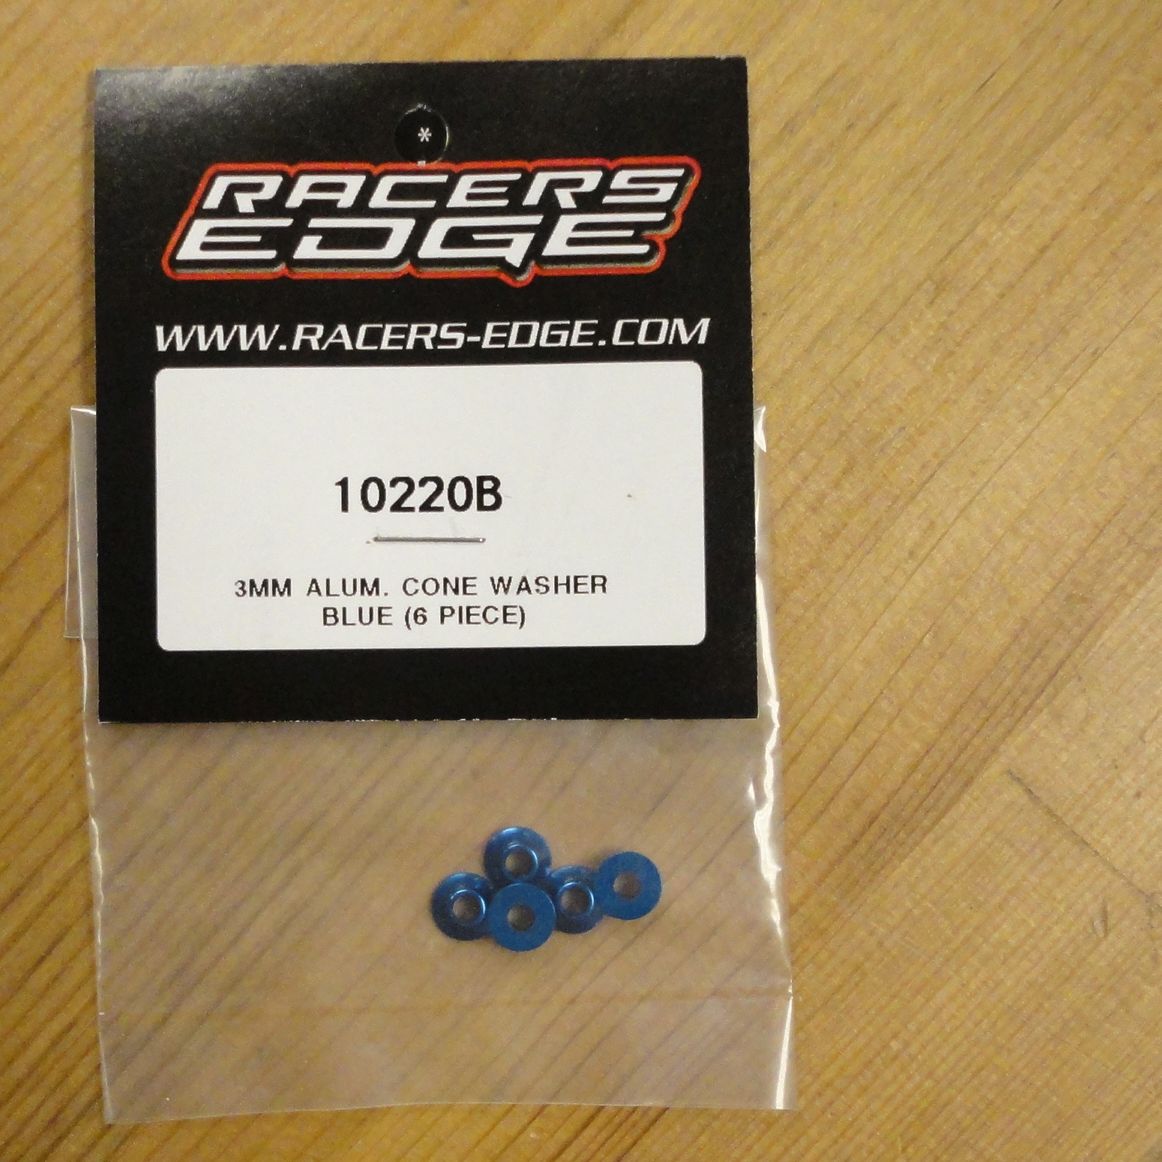 *
RACERS
EDGE
WWW.RACERS-EDGE.COM
10220B
3MM ALUM. CONE WASHER
BLUE (6 PIECE)